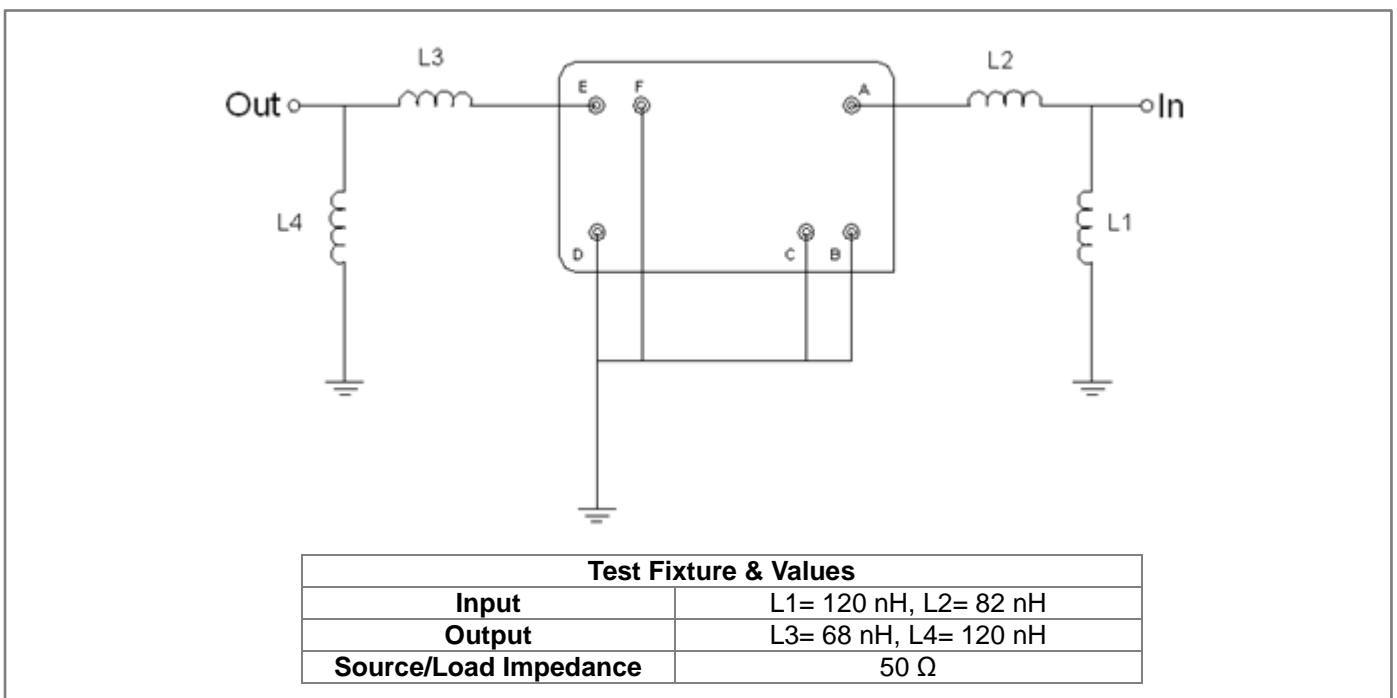 L3
L2
E
F
A
Out
In
L4
L1
D
C
B
Test Fixture & Values
Input L1= 120 nH, L2= 82 nH
Output L3= 68 nH, L4= 120 nH
Source/Load Impedance 50 Ω